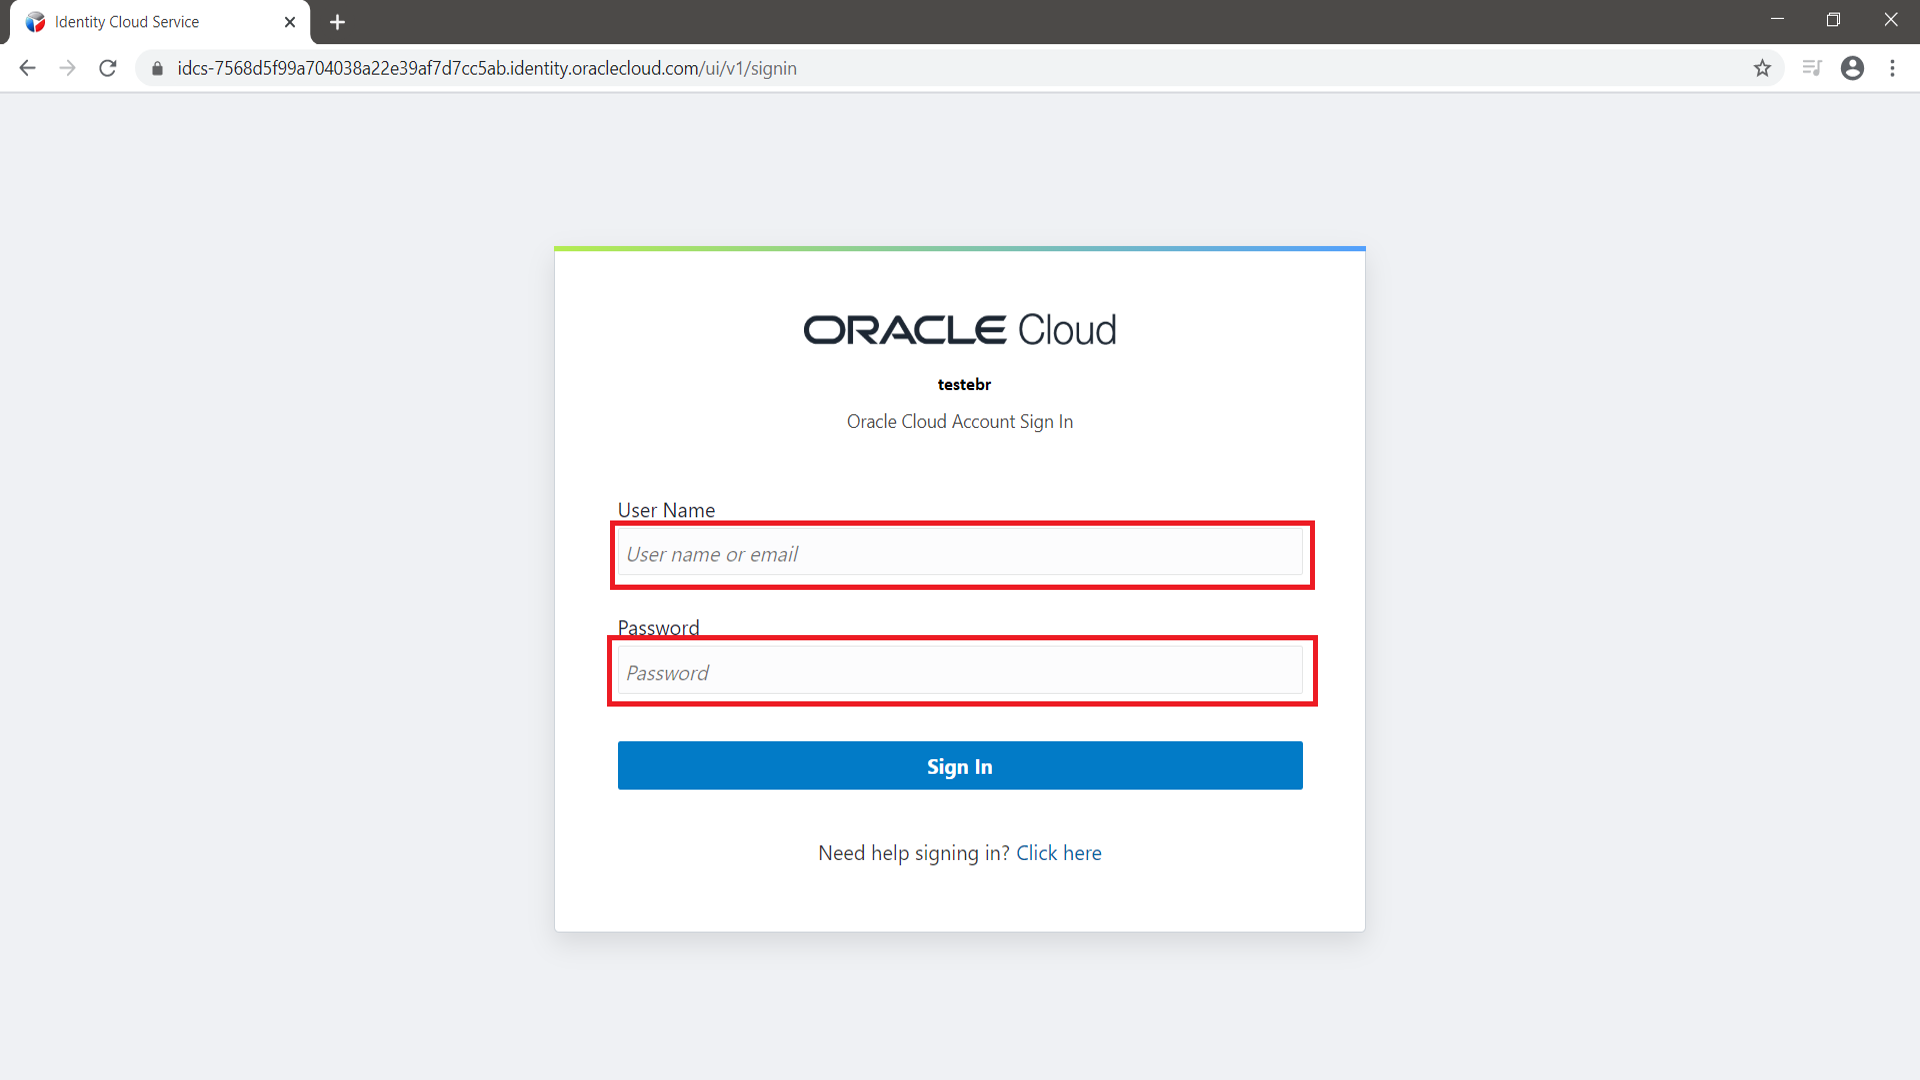 Identity Cloud Service
idcs-7568d5f99a704038a22e39af7d7cc5ab.identity.oraclecloud.com/ui/v1/signin
ORACLE Cloud
testebr
Oracle Cloud Account Sign In
User Name
User name or email
Password
Password
Sign In
Need help signing in? Click here